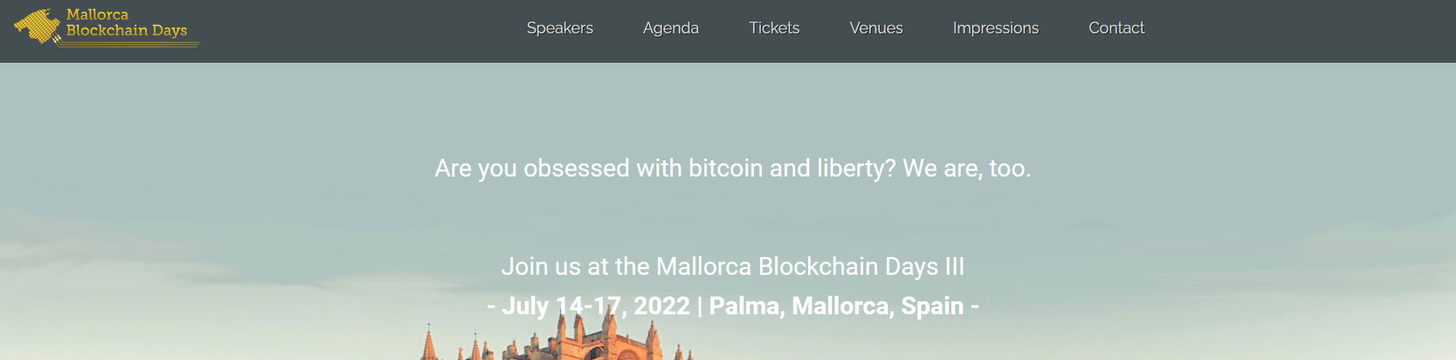 Mallorca
Blockchain Days
Speakers
Agenda
Tickets
Venues
Impressions
Contact
Are you obsessed with bitcoin and liberty? We are, too.
Join us at the Mallorca Blockchain Days III
- July 14-17, 2022 | Palma, Mallorca, Spain -